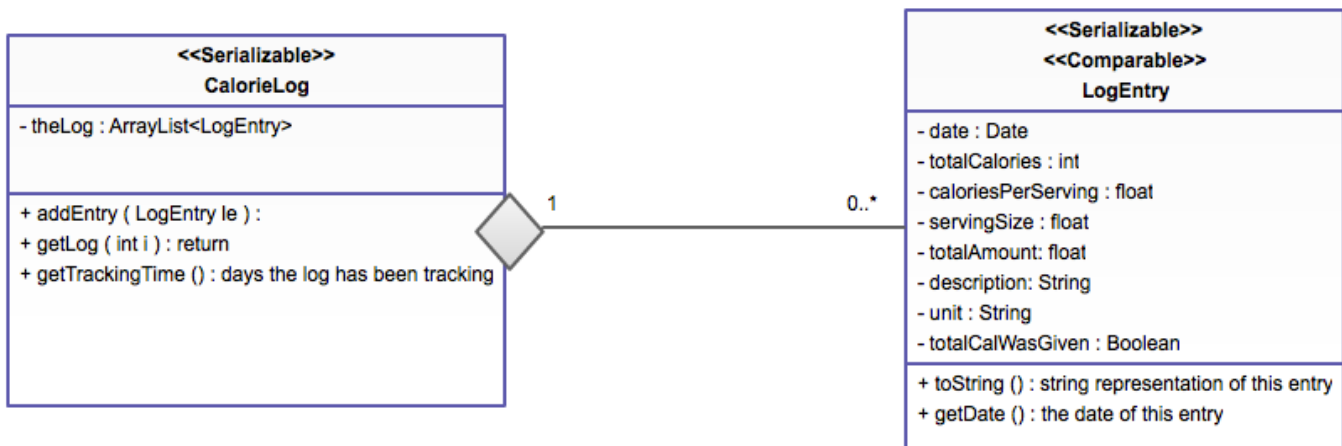 <<Serializable>>
CalorieLog
- theLog : ArrayList<LogEntry>
+ addEntry ( LogEntry le ) :
+ getLog ( int i ) : return
+ getTrackingTime () : days the log has been tracking
1
0..*
<<Serializable>>
<<Comparable>>
LogEntry
- date : Date
- totalCalories : int
- caloriesPerServing : float
- servingSize : float
- totalAmount: float
- description: String
- unit : String
- totalCalWasGiven : Boolean
+ toString () : string representation of this entry
+ getDate () : the date of this entry